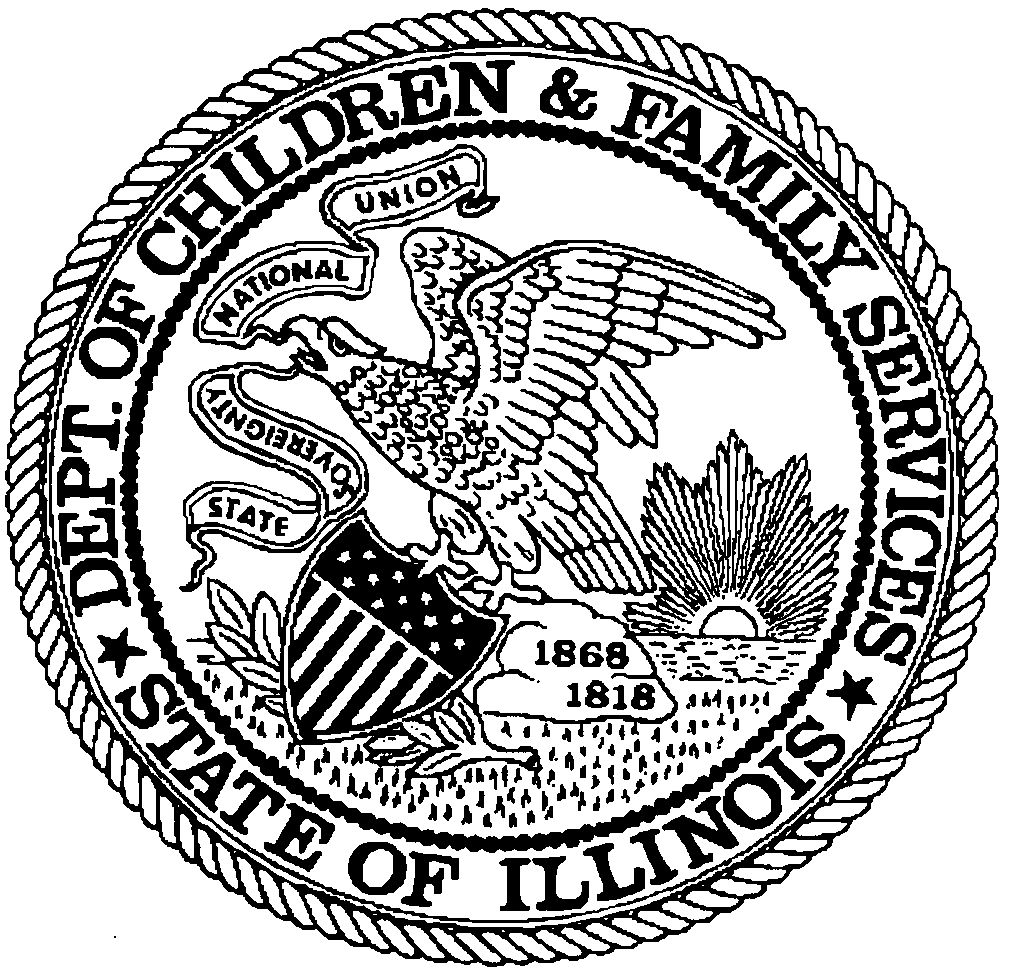 DEPT. OF CHILDREN & FAMILY SERVICES
UNION
NATIONAL
SOVEREIGNTY
STATE
1868
1818
STATE OF ILLINOIS